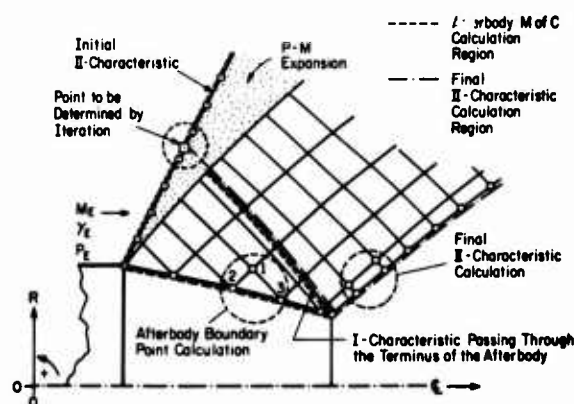 Initial
II-Characteristic
Point to be
Determined by
Iteration
P-M
Expansion
M of C
Calculation
Region
Final
II-Characteristic
Calculation
Region
M_E
γ_E
P_E
1
2
3
Final
II-Characteristic
Calculation
Afterbody Boundary
Point Calculation
I-Characteristic Passing Through
the Terminus of the Afterbody
R
+
0
0
℄